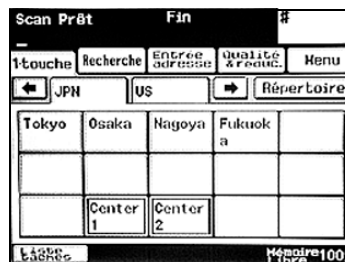 Scan Prêt Fin #
1-touche Recherche Entrée adresse Qualité & réduc. Menu
← JPN US → Répertoire
Tokyo Osaka Nagoya Fukuok
a
Center Center
1 2
Liste tâches Mémoire Libre 100